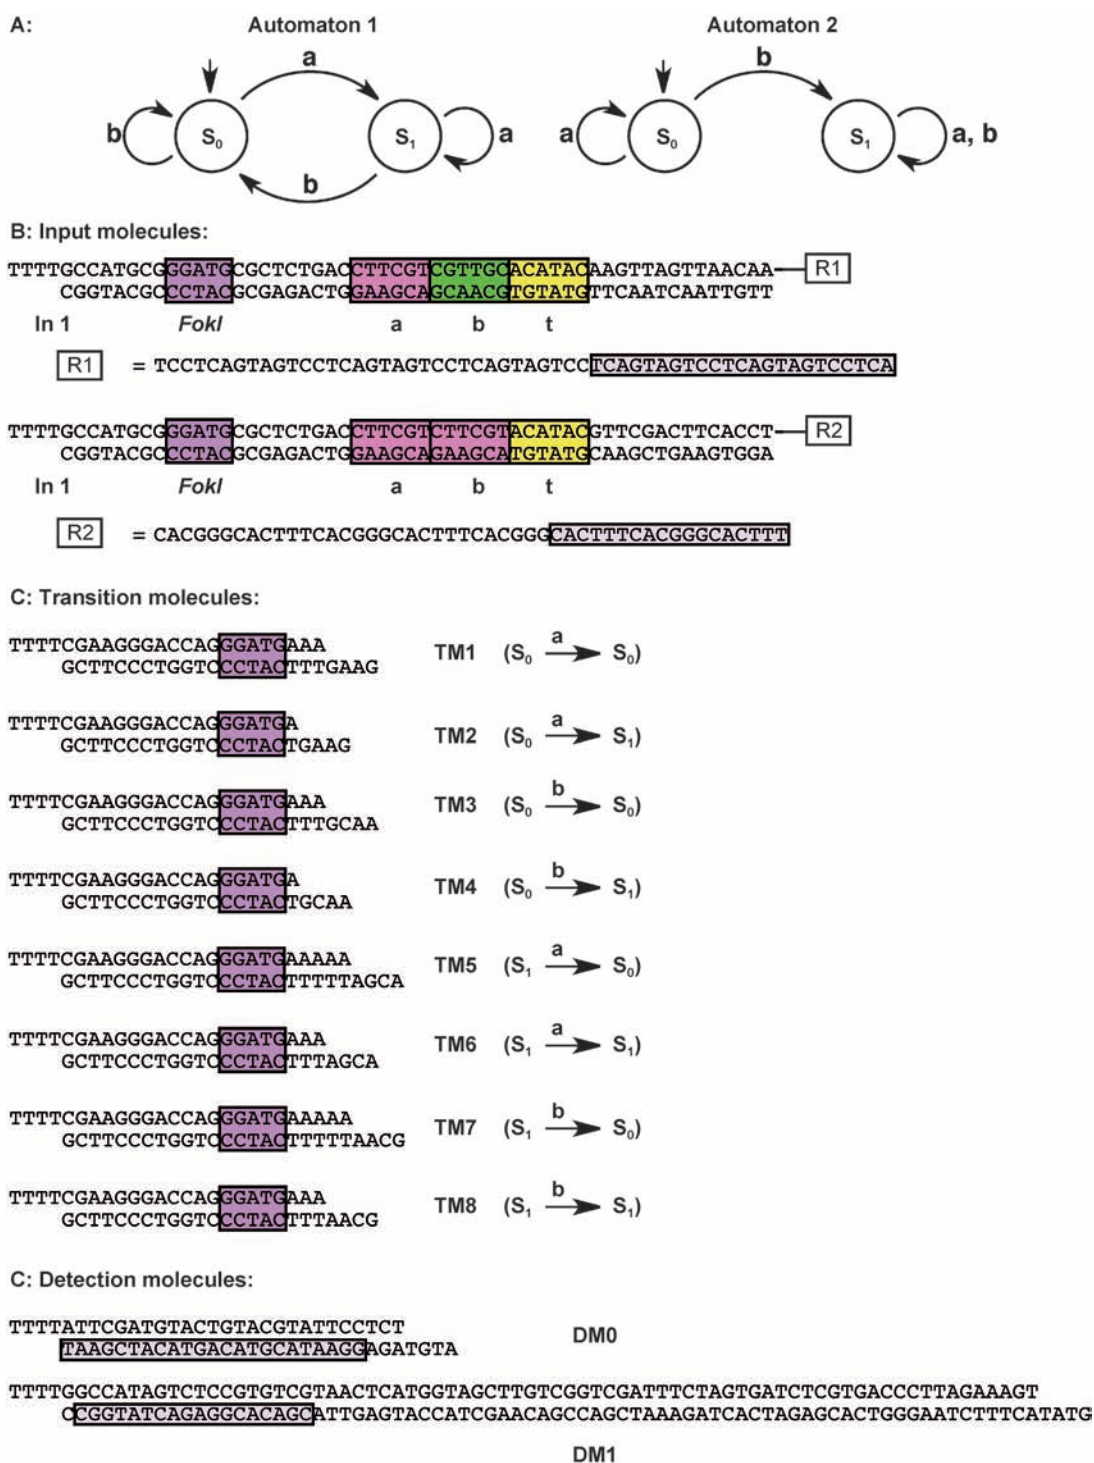 A: Automaton 1 Automaton 2
a b
b S0 S1 a a S0 S1 a, b
b
B: Input molecules:
TTTTGCCATGCGGGATGCGCTCTGACCTTCGTCGTTGCACATACAAGTTAGTTAACAA R1
CGGTACGCCCTACGCGAGACTGGAAGCAGCAACGTGTATGTTCAATCAATTGTT
In 1 FokI a b t
R1 = TCCTCAGTAGTCCTCAGTAGTCCTCAGTAGTCCTCAGTAGTCCTCAGTAGTCCTCA
TTTTGCCATGCGGGATGCGCTCTGACCTTCGTCTTCGTACATACGTTCGACTTCACCT R2
CGGTACGCCCTACGCGAGACTGGAAGCAGAAGCATGTATGCAAGCTGAAGTGGA
In 1 FokI a b t
R2 = CACGGGCACTTTCACGGGCACTTTCACGGGCACTTTCACGGGCACTTT
C: Transition molecules:
TTTTCGAAGGGACCAGGGATGAAA
GCTTCCCTGGTCCCTACTTTGAAG
TM1 (S0 a S0)
TTTTCGAAGGGACCAGGGATGA
GCTTCCCTGGTCCCTACTGAAG
TM2 (S0 a S1)
TTTTCGAAGGGACCAGGGATGAAA
GCTTCCCTGGTCCCTACTTTGCAA
TM3 (S0 b S0)
TTTTCGAAGGGACCAGGGATGA
GCTTCCCTGGTCCCTACTGCAA
TM4 (S0 b S1)
TTTTCGAAGGGACCAGGGATGAAAAA
GCTTCCCTGGTCCCTACTTTTTAGCA
TM5 (S1 a S0)
TTTTCGAAGGGACCAGGGATGAAA
GCTTCCCTGGTCCCTACTTTAGCA
TM6 (S1 a S1)
TTTTCGAAGGGACCAGGGATGAAAAA
GCTTCCCTGGTCCCTACTTTTTAACG
TM7 (S1 b S0)
TTTTCGAAGGGACCAGGGATGAAA
GCTTCCCTGGTCCCTACTTTAACG
TM8 (S1 b S1)
C: Detection molecules:
TTTTATTCGATGTACTGTACGTATTCCTCT
TAAGCTACATGACATGCATAAGGAGATGTA
DM0
TTTTGGCCATAGTCTCCGTGTCGTAACTCATGGTAGCTTGTCGGTCGATTTCTAGTGATCTCGTGACCCTTAGAAAGT
CCGGTATCAGAGGCACAGCATTGAGTACCATCGAACAGCCAGCTAAAGATCACTAGAGCACTGGGAATCTTTCATATG
DM1